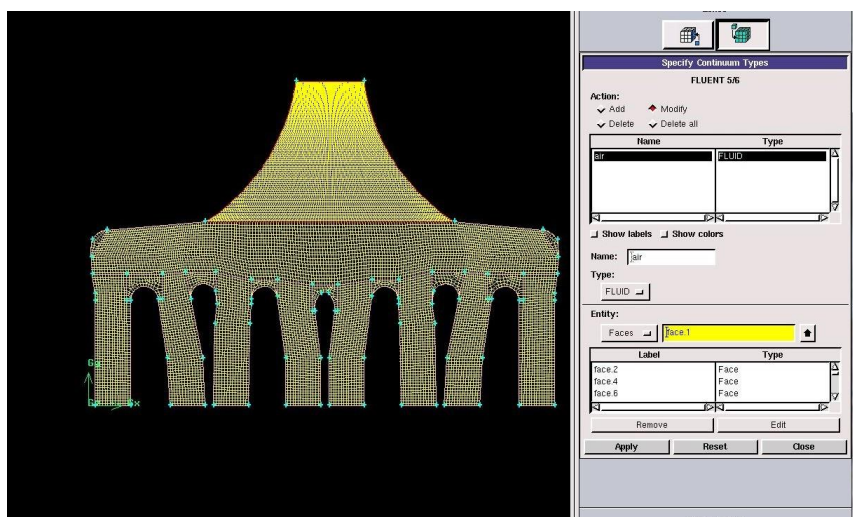 Specify Continuum Types
FLUENT 5/6
Action:
Add Modify
Delete Delete all
Name Type
air FLUID
Show labels Show colors
Name: air
Type:
FLUID
Entity:
Faces face.1
Label Type
face.2 Face
face.4 Face
face.6 Face
Remove Edit
Apply Reset Close